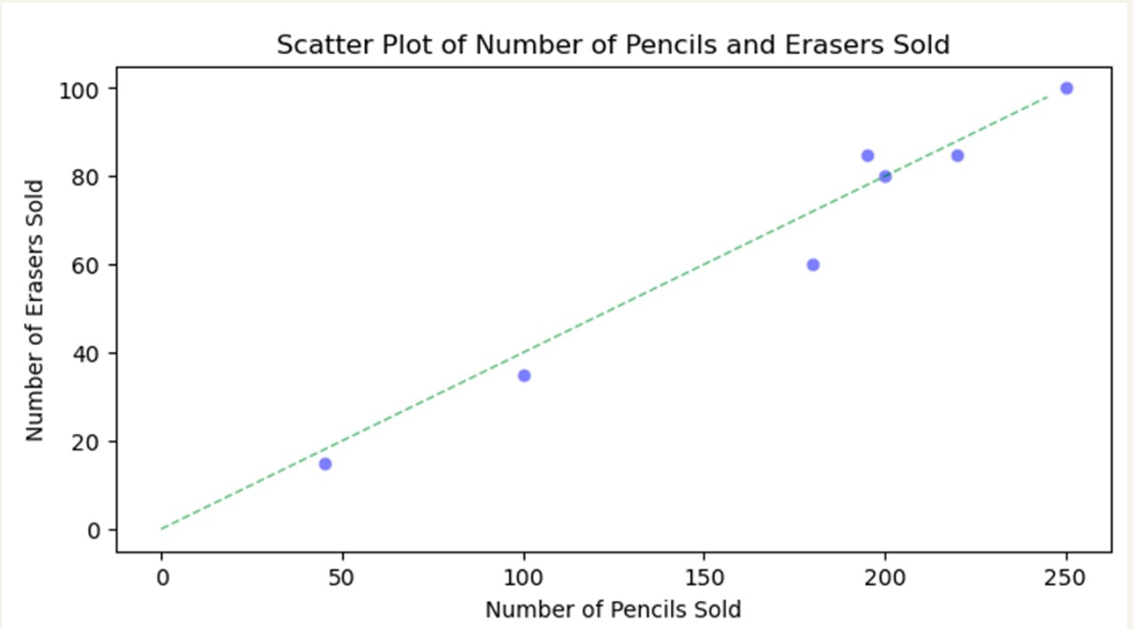 Scatter Plot of Number of Pencils and Erasers Sold
100
80
60
40
20
0
Number of Erasers Sold
0 50 100 150 200 250
Number of Pencils Sold